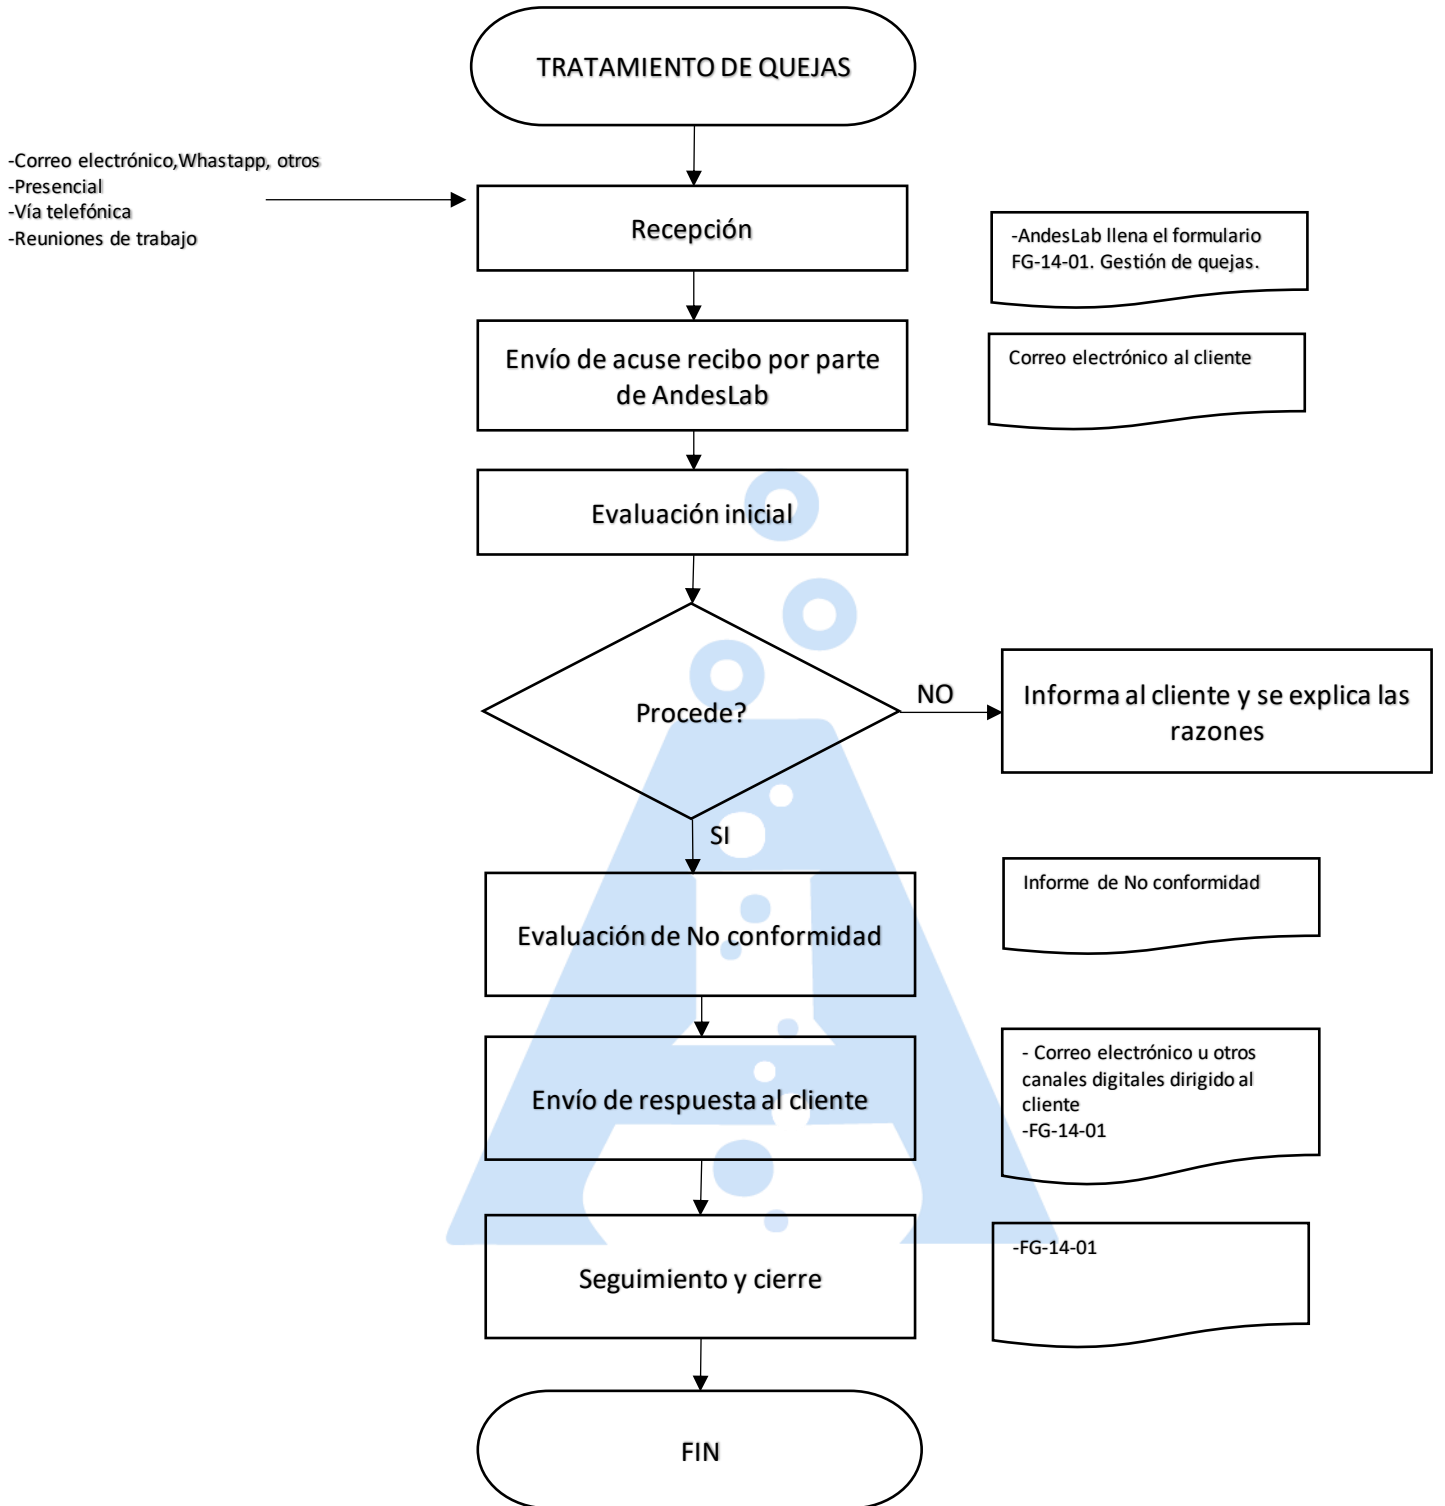 TRATAMIENTO DE QUEJAS
-Correo electrónico,Whastapp, otros
-Presencial
-Vía telefónica
-Reuniones de trabajo
Recepción
-AndesLab llena el formulario
FG-14-01. Gestión de quejas.
Envío de acuse recibo por parte
de AndesLab
Correo electrónico al cliente
Evaluación inicial
Procede?
NO
Informa al cliente y se explica las
razones
SI
Evaluación de No conformidad
Informe de No conformidad
Envío de respuesta al cliente
- Correo electrónico u otros
canales digitales dirigido al
cliente
-FG-14-01
Seguimiento y cierre
-FG-14-01
FIN